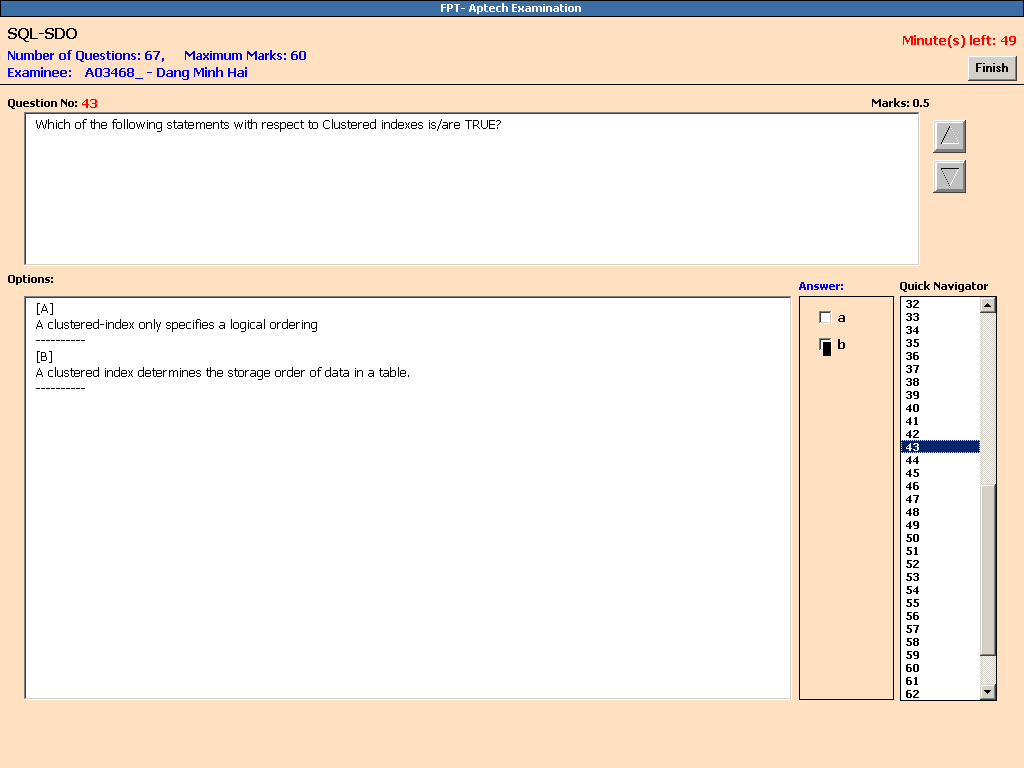 FPT- Aptech Examination
SQL-SDO
Number of Questions: 67, Maximum Marks: 60
Minute(s) left: 49
Examinee: A03468_ - Dang Minh Hai
Finish
Question No: 43
Marks: 0.5
Which of the following statements with respect to Clustered indexes is/are TRUE?
Options:
Answer:
Quick Navigator
[A]
A clustered-index only specifies a logical ordering
----------
[B]
A clustered index determines the storage order of data in a table.
----------
a
b
32
33
34
35
36
37
38
39
40
41
42
43
44
45
46
47
48
49
50
51
52
53
54
55
56
57
58
59
60
61
62